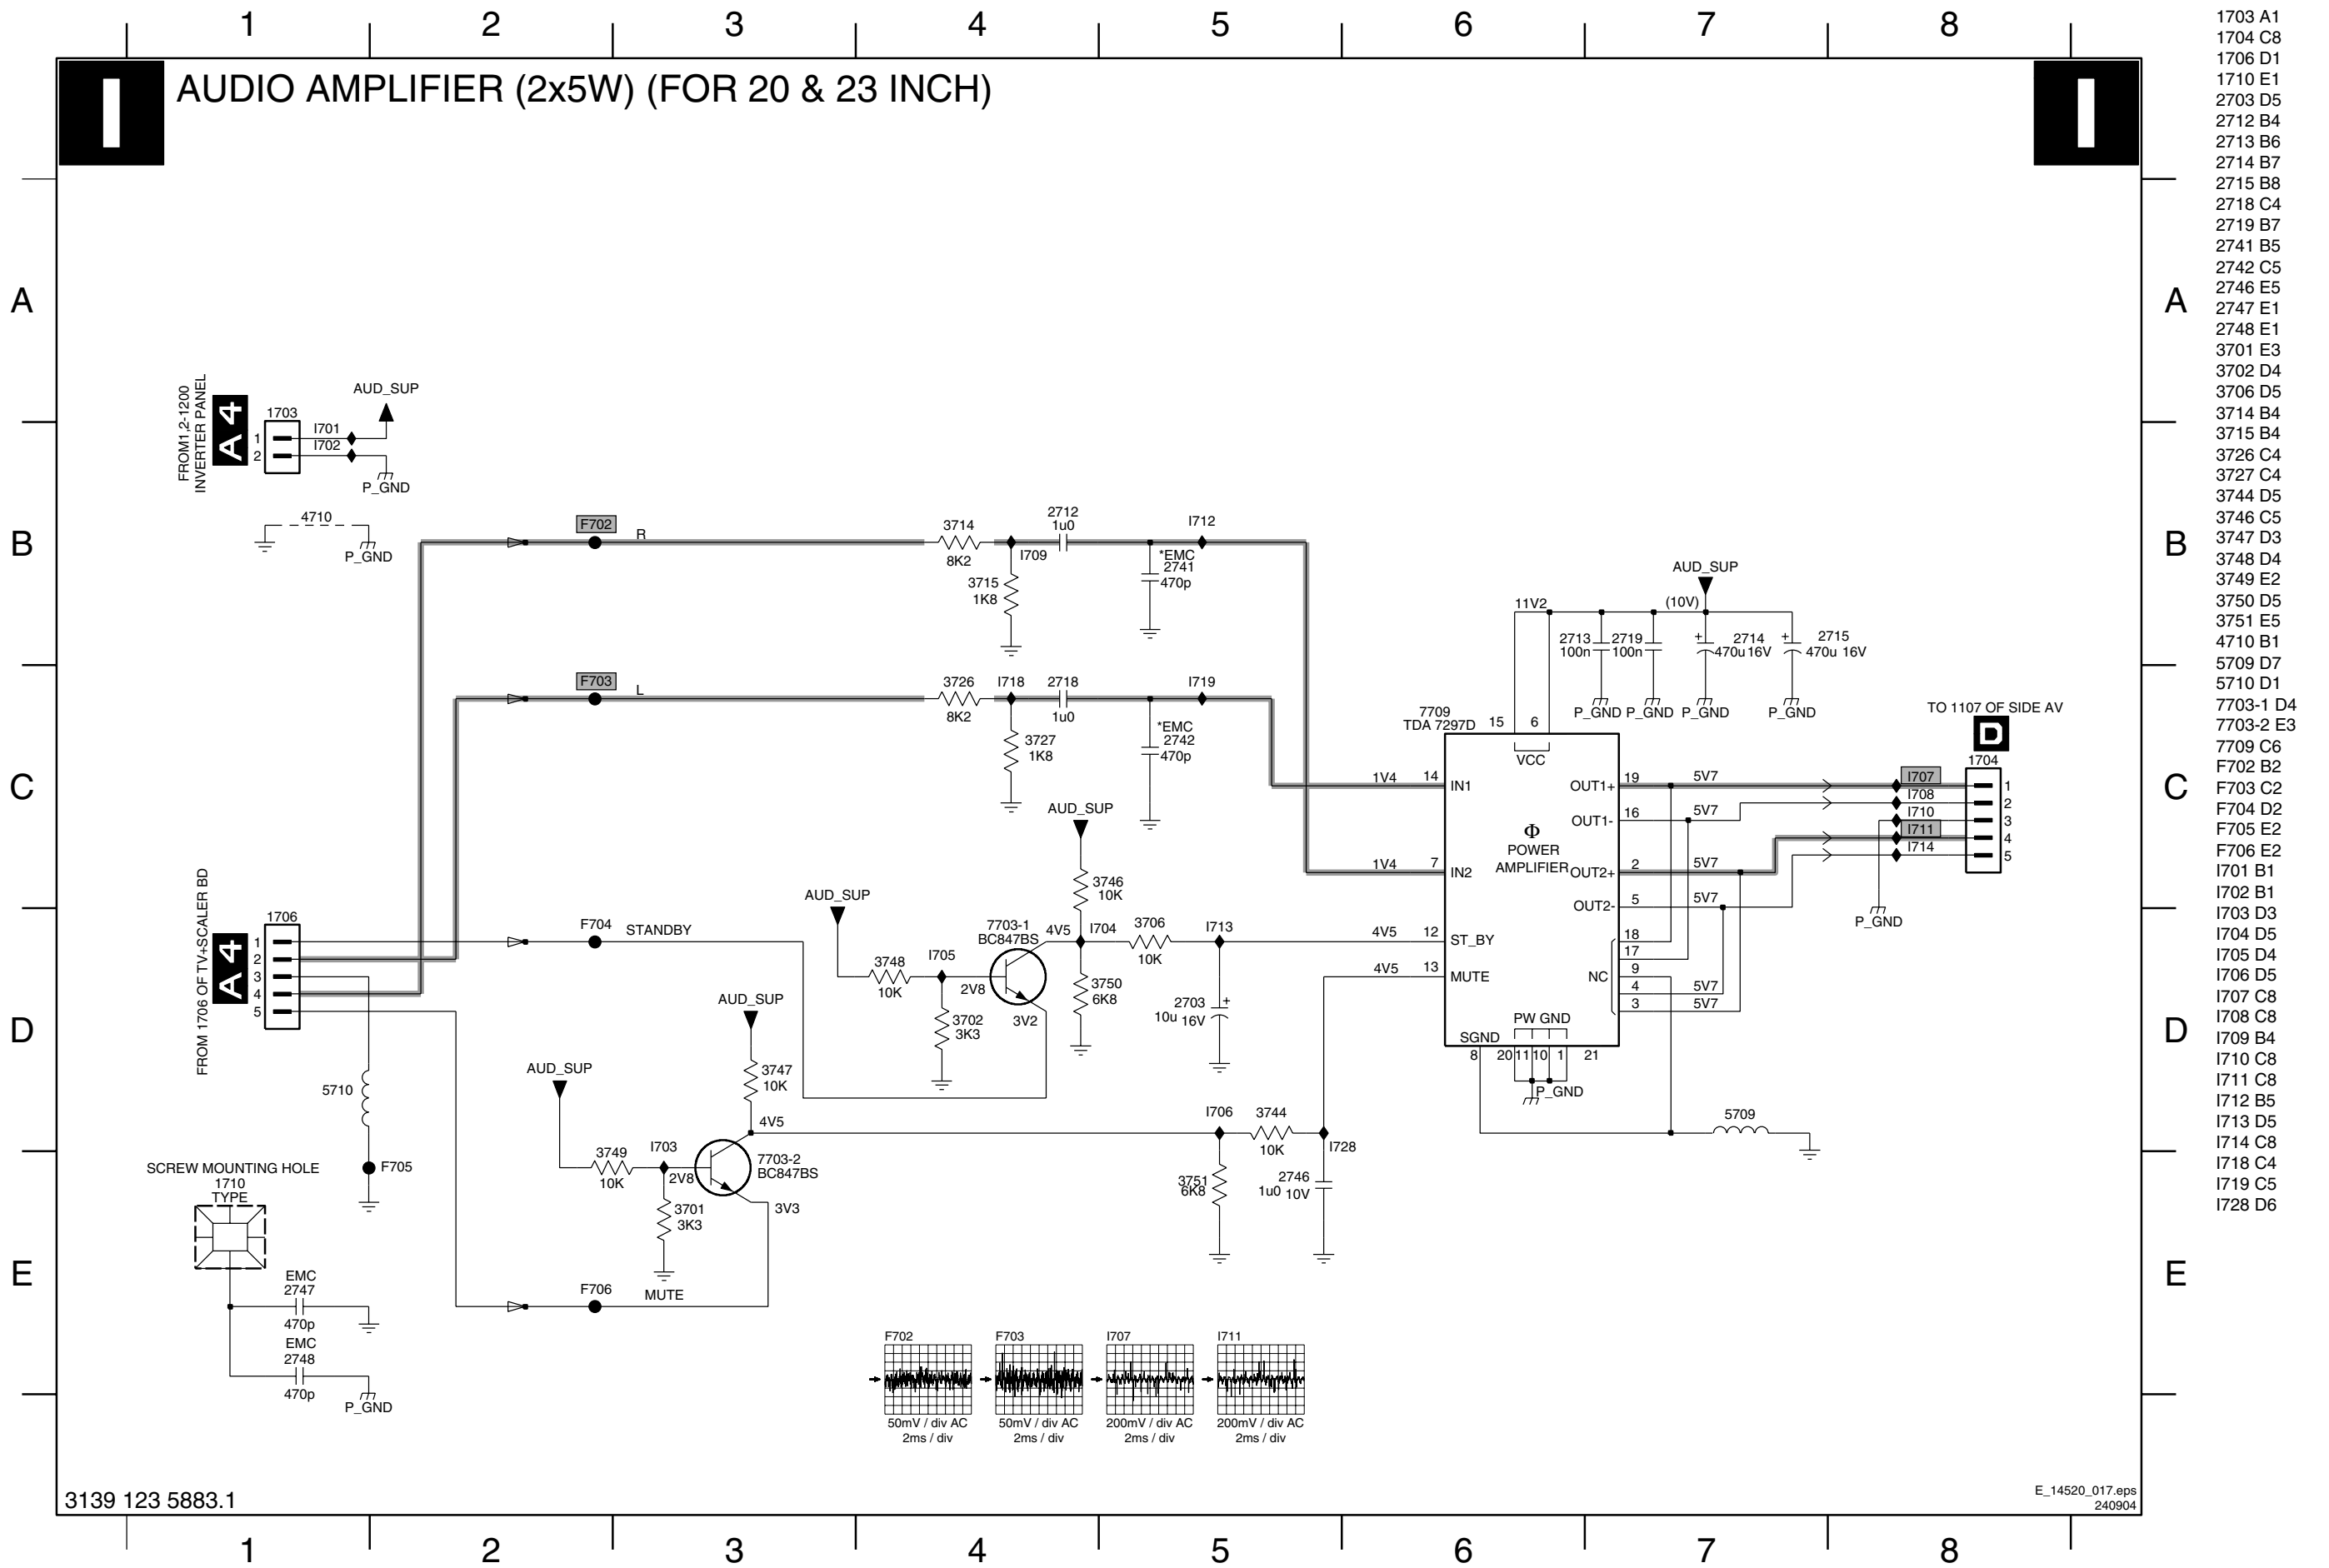 1 2 3 4 5 6 7 8
I AUDIO AMPLIFIER (2x5W) (FOR 20 & 23 INCH) I
A A
B B
C C
D D
E E
FROM1,2-1200
INVERTER PANEL
A4
1703
1
2
I701
I702
AUD_SUP
P_GND
4710
P_GND
F702
R
3714
8K2
I709
3715
1K8
2712
1u0
*EMC
2741
470p
I712
F703
L
3726
8K2
I718
3727
1K8
2718
1u0
*EMC
2742
470p
I719
AUD_SUP
11V2
(10V)
2713
100n
2719
100n
+
2714
470u 16V
+
2715
470u 16V
P_GND P_GND P_GND P_GND
7709
TDA 7297D
15 6
VCC
1V4 14 IN1
1V4 7 IN2
Φ
POWER
AMPLIFIER
OUT1+ 19 5V7
OUT1- 16 5V7
OUT2+ 2 5V7
OUT2- 5 5V7
4V5 12 ST_BY
4V5 13 MUTE
NC
18
17
9
4 5V7
3 5V7
PW GND
SGND
8 20 11 10 1 21
P_GND
5709
TO 1107 OF SIDE AV
D
1704
I707 1
I708 2
I710 3
I711 4
I714 5
P_GND
FROM 1706 OF TV+SCALER BD
A4
1706
1
2
3
4
5
F704 STANDBY
AUD_SUP
3748
10K
I705
2V8
3702
3K3
7703-1
BC847BS
3V2
AUD_SUP
3746
10K
4V5
I704
3750
6K8
3706
10K
I713
2703
10u 16V
+
5710
F705
AUD_SUP
3749
10K
I703
2V8
3701
3K3
AUD_SUP
3747
10K
4V5
7703-2
BC847BS
3V3
I706
3744
10K
I728
3751
6K8
2746
1u0 10V
SCREW MOUNTING HOLE
1710
TYPE
EMC
2747
470p
EMC
2748
470p
P_GND
F706
MUTE
F702
50mV / div AC
2ms / div
F703
50mV / div AC
2ms / div
I707
200mV / div AC
2ms / div
I711
200mV / div AC
2ms / div
3139 123 5883.1
E_14520_017.eps
240904
1 2 3 4 5 6 7 8
1703 A1
1704 C8
1706 D1
1710 E1
2703 D5
2712 B4
2713 B6
2714 B7
2715 B8
2718 C4
2719 B7
2741 B5
2742 C5
2746 E5
2747 E1
2748 E1
3701 E3
3702 D4
3706 D5
3714 B4
3715 B4
3726 C4
3727 C4
3744 D5
3746 C5
3747 D3
3748 D4
3749 E2
3750 D5
3751 E5
4710 B1
5709 D7
5710 D1
7703-1 D4
7703-2 E3
7709 C6
F702 B2
F703 C2
F704 D2
F705 E2
F706 E2
I701 B1
I702 B1
I703 D3
I704 D5
I705 D4
I706 D5
I707 C8
I708 C8
I709 B4
I710 C8
I711 C8
I712 B5
I713 D5
I714 C8
I718 C4
I719 C5
I728 D6